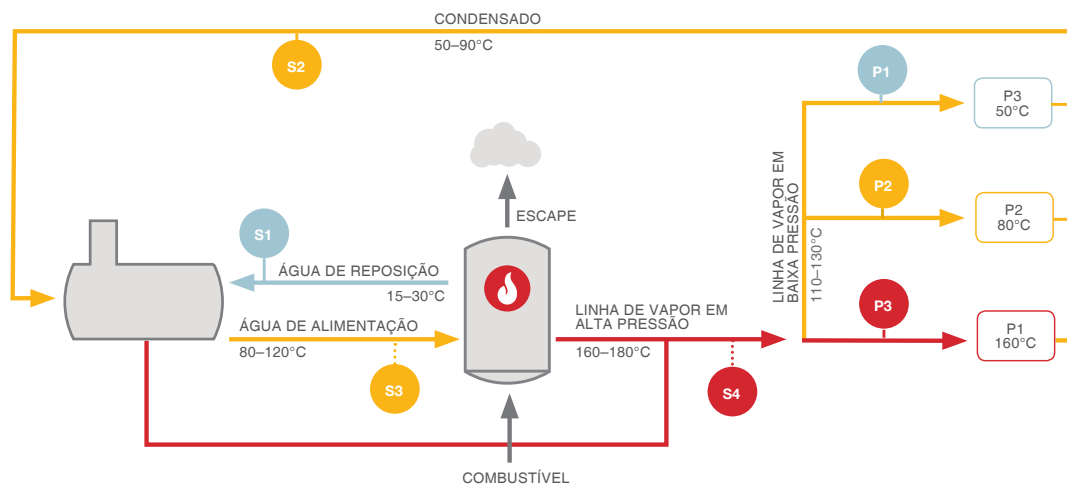 CONDENSADO
50–90°C
S2
P1
P3
50°C
P2
P2
80°C
LINHA DE VAPOR EM
BAIXA PRESSÃO
110–130°C
P3
P1
160°C
ESCAPE
S1
ÁGUA DE REPOSIÇÃO
15–30°C
ÁGUA DE ALIMENTAÇÃO
80–120°C
S3
LINHA DE VAPOR EM
ALTA PRESSÃO
160–180°C
S4
COMBUSTÍVEL